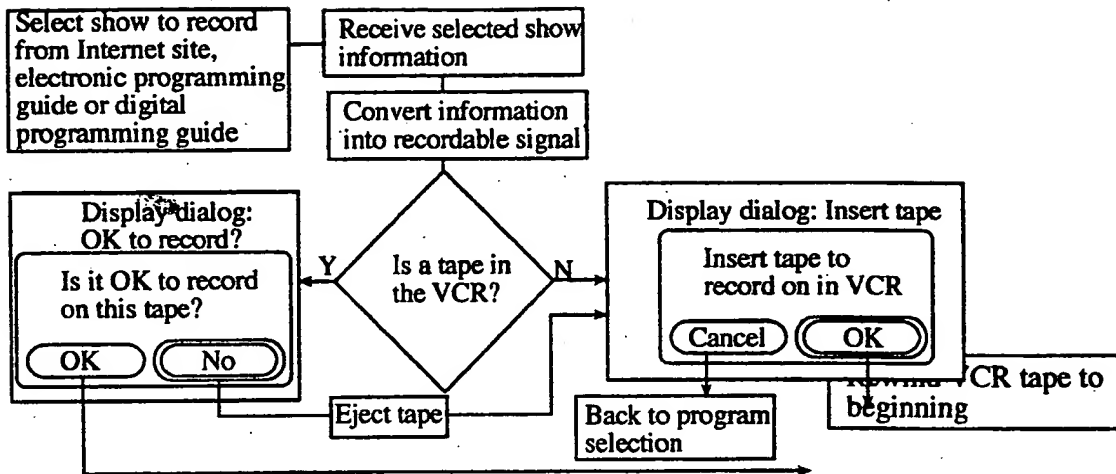 Select show to record
from Internet site,
electronic programming
guide or digital
programming guide
Receive selected show
information
Convert information
into recordable signal
Display dialog:
OK to record?
Is it OK to record
on this tape?
OK
No
Y
Is a tape in
the VCR?
N
Display dialog: Insert tape
Insert tape to
record on in VCR
Cancel
OK
Eject tape
Back to program
selection
VCR tape to
beginning